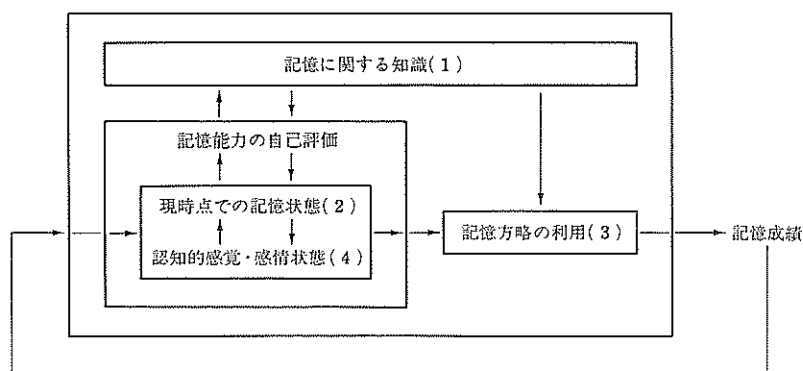 記憶に関する知識(1)
記憶能力の自己評価
現時点での記憶状態(2)
認知的感覚・感情状態(4)
記憶方略の利用(3)
記憶成績